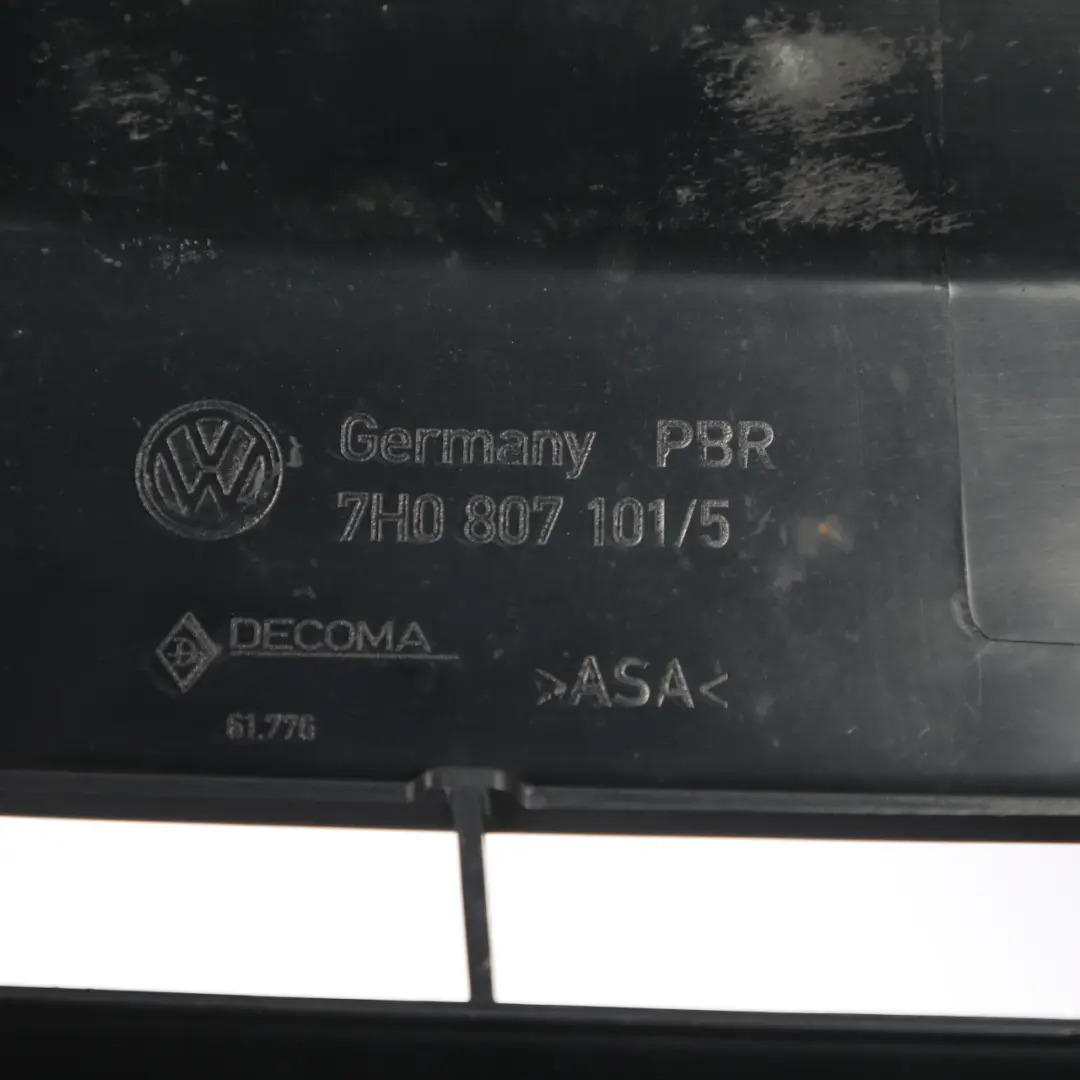 Germany PBR
7H0 807 101/5
DECOMA
>ASA<
61.776